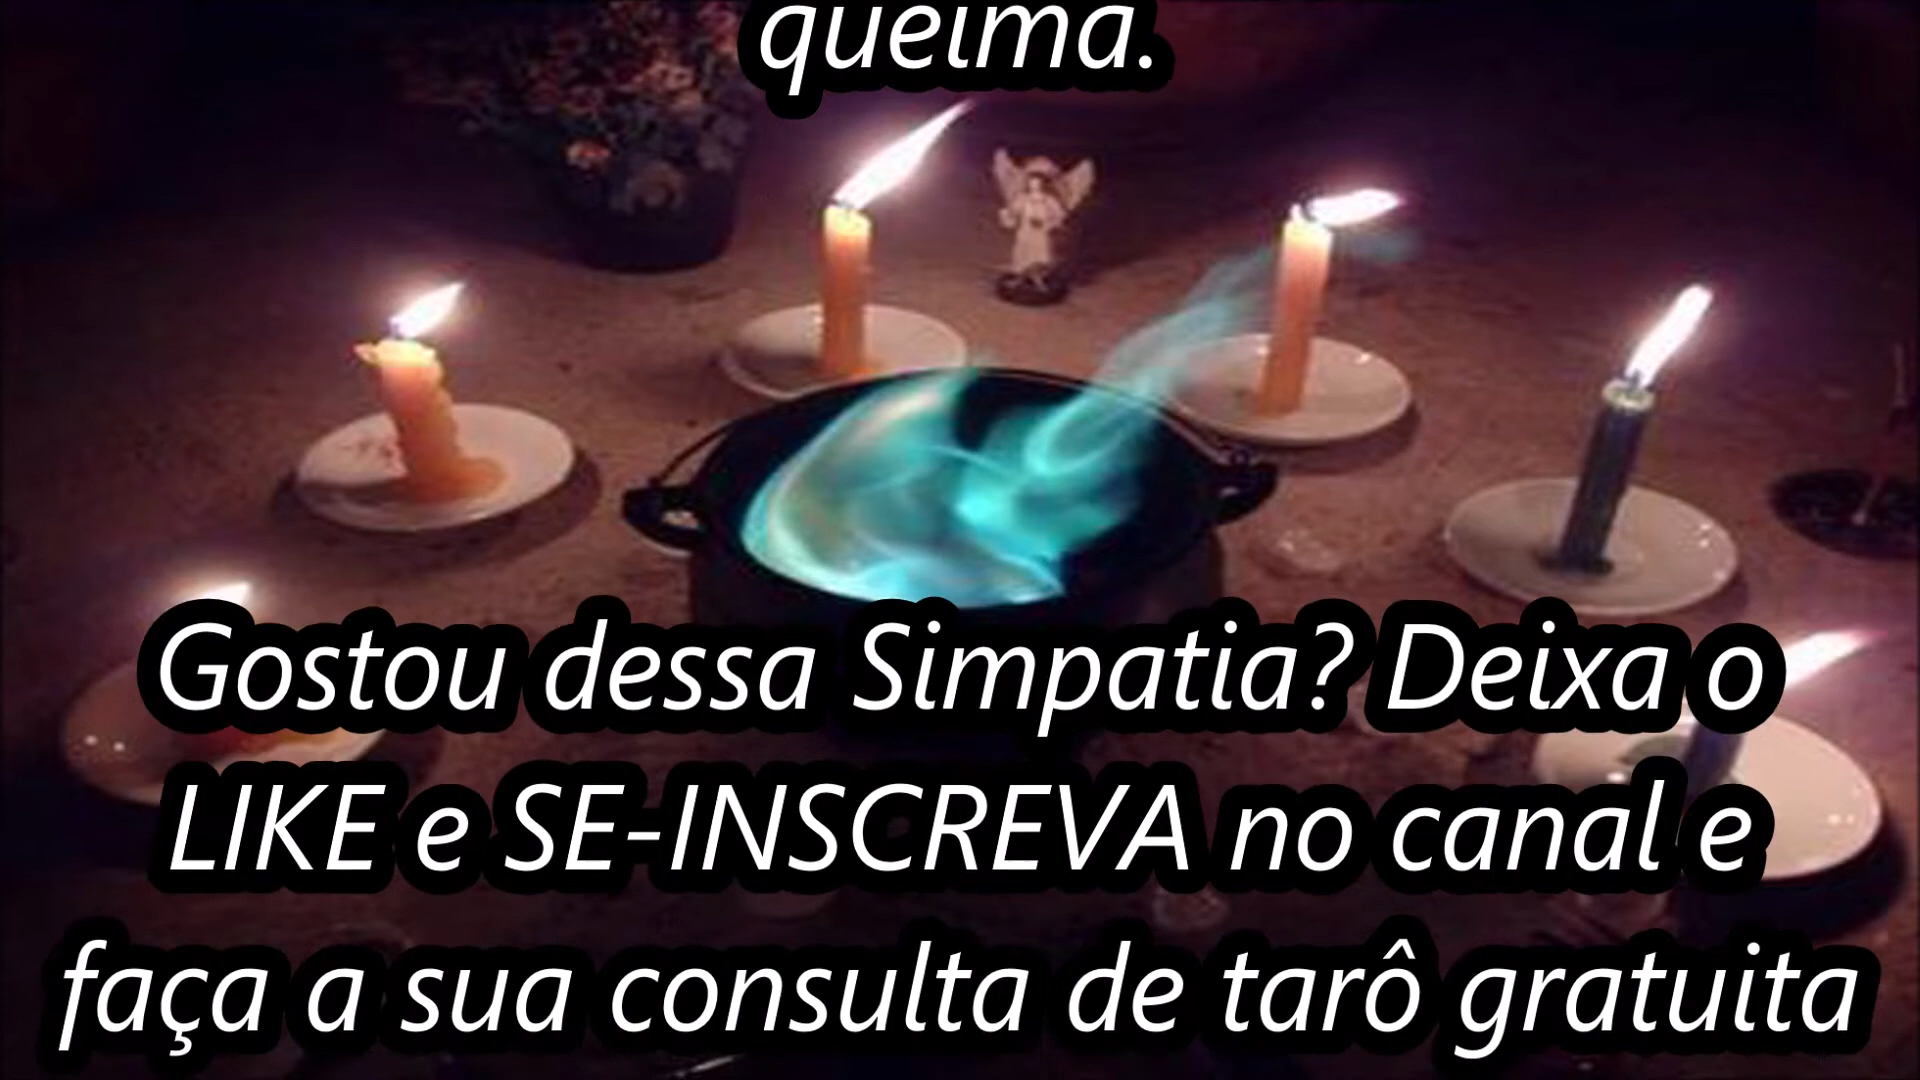 queima.
Gostou dessa Simpatia? Deixa o
LIKE e SE-INSCREVA no canal e
faça a sua consulta de tarô gratuita